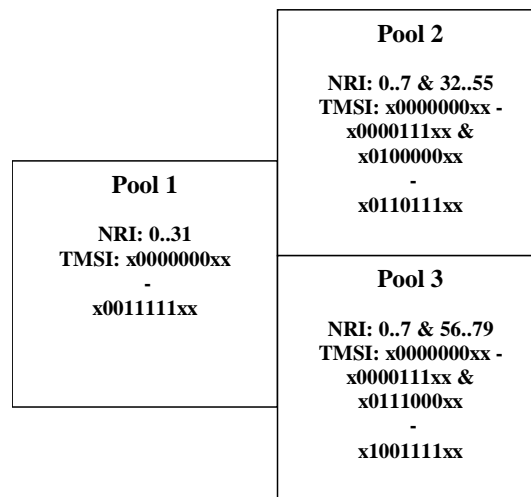 Pool 2
NRI: 0..7 & 32..55
TMSI: x0000000xx -
x0000111xx &
x0100000xx
-
x0110111xx
Pool 1
NRI: 0..31
TMSI: x0000000xx
-
x0011111xx
Pool 3
NRI: 0..7 & 56..79
TMSI: x0000000xx -
x0000111xx &
x0111000xx
-
x1001111xx